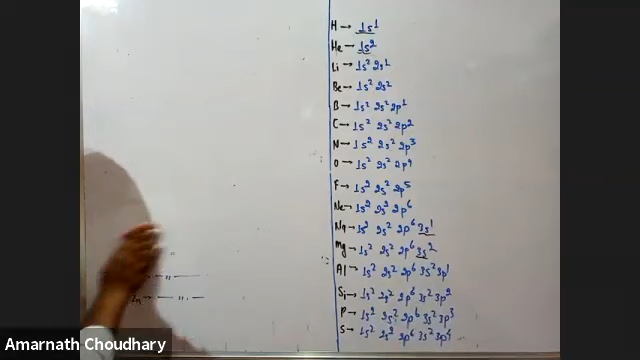 H → 1s¹
He → 1s²
Li → 1s² 2s¹
Be → 1s² 2s²
B → 1s² 2s² 2p¹
C → 1s² 2s² 2p²
N → 1s² 2s² 2p³
O → 1s² 2s² 2p⁴
F → 1s² 2s² 2p⁵
Ne → 1s² 2s² 2p⁶
Na → 1s² 2s² 2p⁶ 3s¹
Mg → 1s² 2s² 2p⁶ 3s²
Al → 1s² 2s² 2p⁶ 3s² 3p¹
Si → 1s² 2s² 2p⁶ 3s² 3p²
P → 1s² 2s² 2p⁶ 3s² 3p³
S → 1s² 2s² 2p⁶ 3s² 3p⁴
Zn → — „ —
Amarnath Choudhary